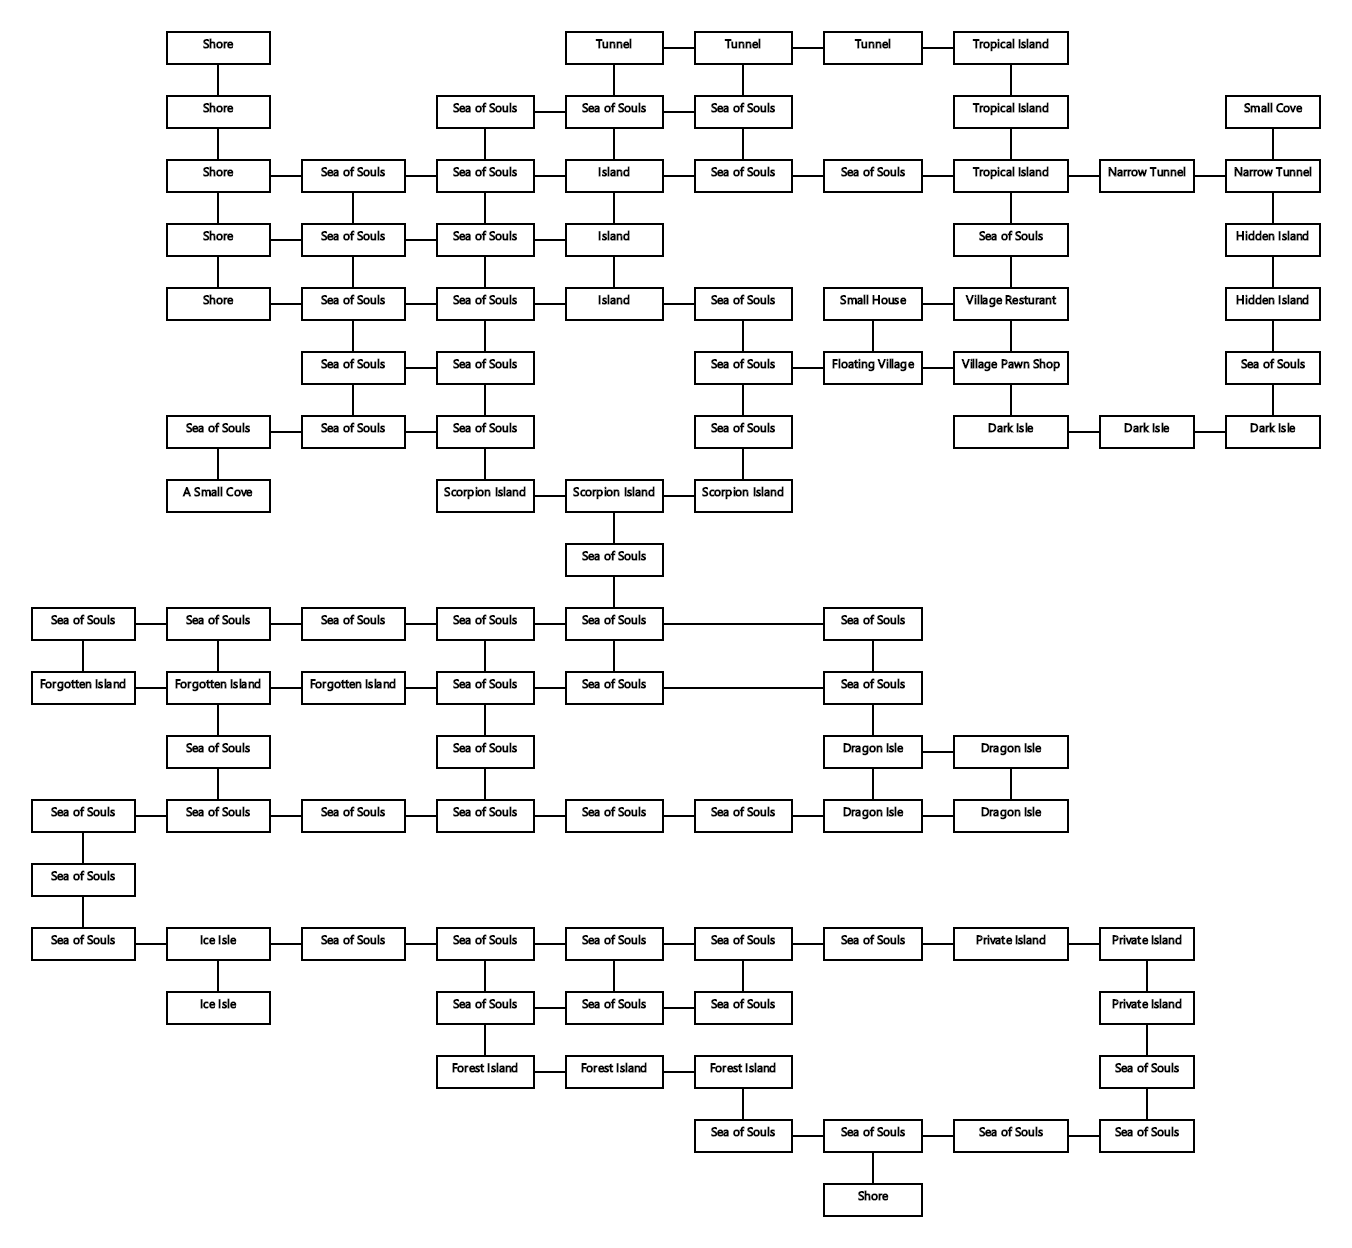 Shore
Tunnel
Tunnel
Tunnel
Tropical Island
Shore
Sea of Souls
Sea of Souls
Sea of Souls
Tropical Island
Small Cove
Shore
Sea of Souls
Sea of Souls
Island
Sea of Souls
Sea of Souls
Tropical Island
Narrow Tunnel
Narrow Tunnel
Shore
Sea of Souls
Sea of Souls
Island
Sea of Souls
Hidden Island
Shore
Sea of Souls
Sea of Souls
Island
Sea of Souls
Small House
Village Resturant
Hidden Island
Sea of Souls
Sea of Souls
Sea of Souls
Floating Village
Village Pawn Shop
Sea of Souls
Sea of Souls
Sea of Souls
Sea of Souls
Sea of Souls
Dark Isle
Dark Isle
Dark Isle
A Small Cove
Scorpion Island
Scorpion Island
Scorpion Island
Sea of Souls
Sea of Souls
Sea of Souls
Sea of Souls
Sea of Souls
Sea of Souls
Sea of Souls
Forgotten Island
Forgotten Island
Forgotten Island
Sea of Souls
Sea of Souls
Sea of Souls
Sea of Souls
Sea of Souls
Dragon Isle
Dragon Isle
Sea of Souls
Sea of Souls
Sea of Souls
Sea of Souls
Sea of Souls
Sea of Souls
Dragon Isle
Dragon Isle
Sea of Souls
Sea of Souls
Ice Isle
Sea of Souls
Sea of Souls
Sea of Souls
Sea of Souls
Sea of Souls
Private Island
Private Island
Ice Isle
Sea of Souls
Sea of Souls
Sea of Souls
Private Island
Forest Island
Forest Island
Forest Island
Sea of Souls
Sea of Souls
Sea of Souls
Sea of Souls
Sea of Souls
Shore